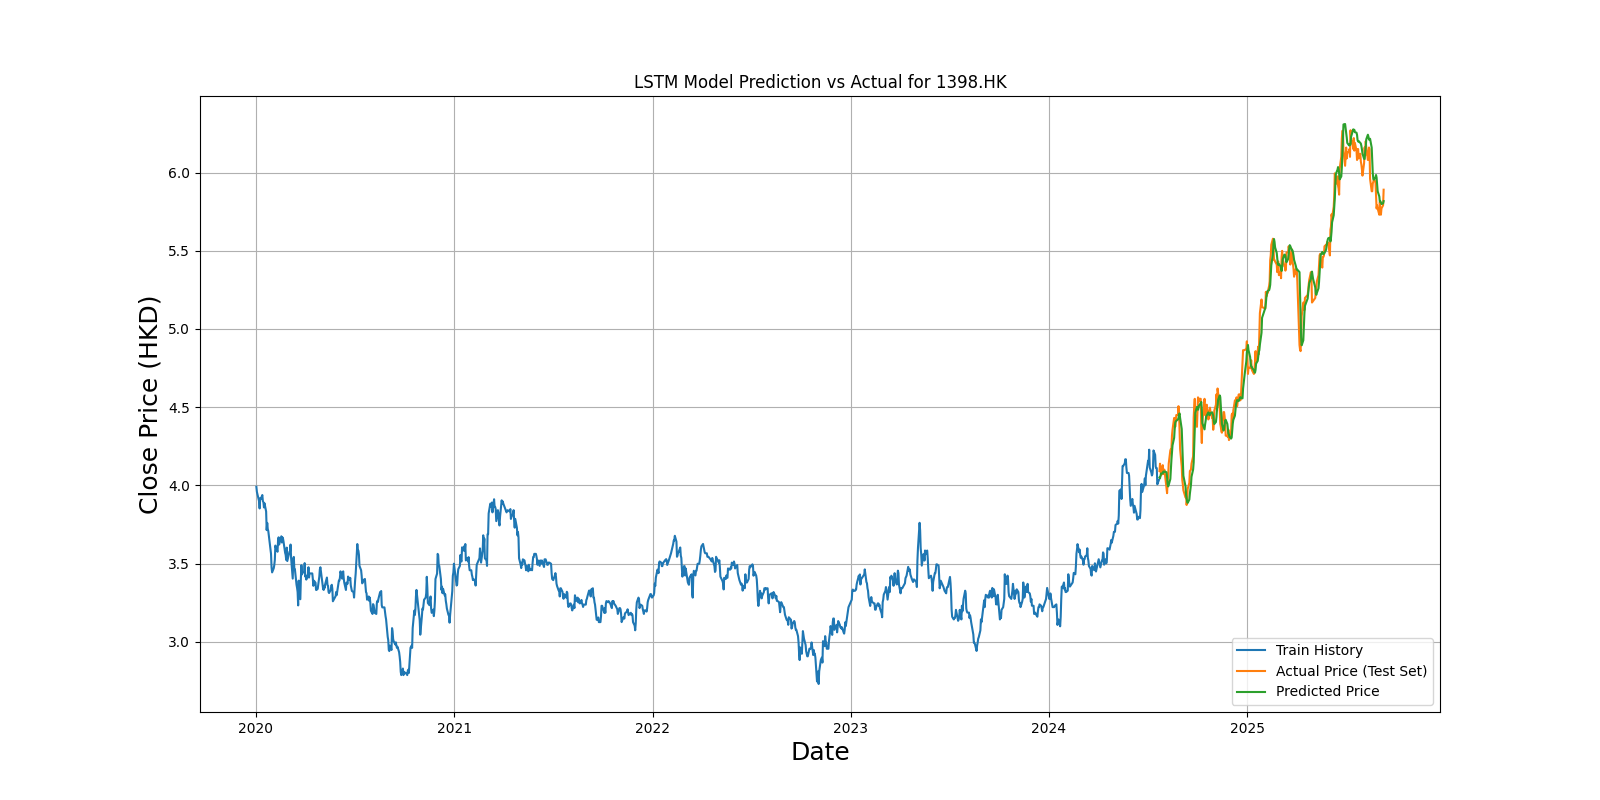 LSTM Model Prediction vs Actual for 1398.HK
Close Price (HKD)
6.0
5.5
5.0
4.5
4.0
3.5
3.0
Train History
Actual Price (Test Set)
Predicted Price
2020 2021 2022 2023 2024 2025
Date